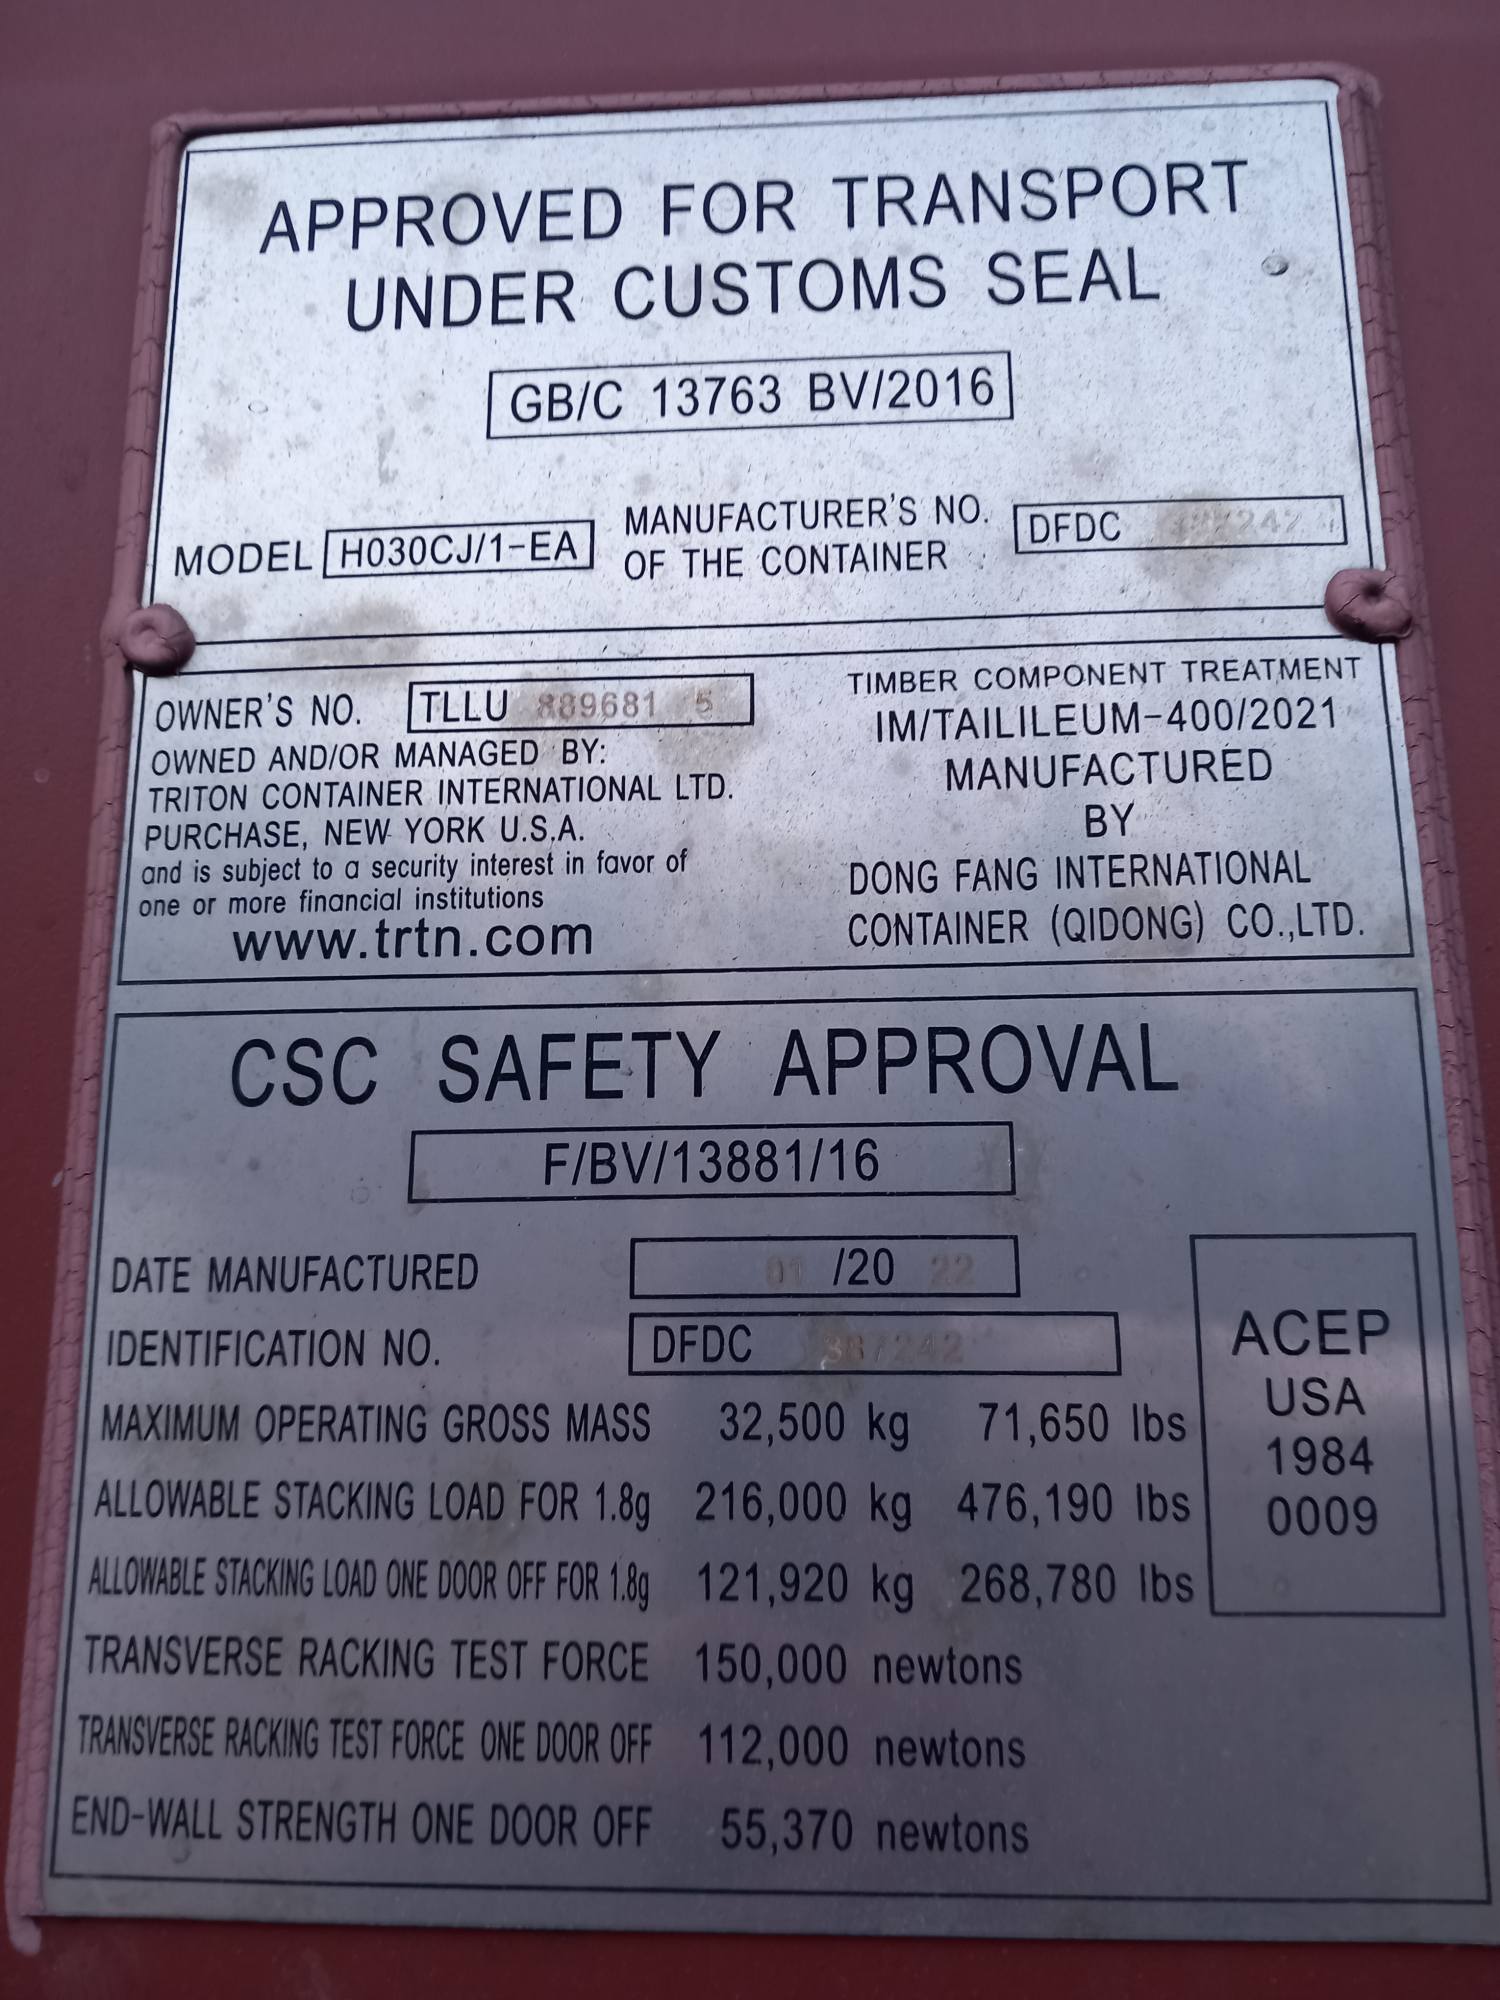 APPROVED FOR TRANSPORT
UNDER CUSTOMS SEAL
GB/C 13763 BV/2016
MODEL H030CJ/1-EA
MANUFACTURER'S NO.
OF THE CONTAINER
DFDC
OWNER'S NO. TLLU 889681 5
OWNED AND/OR MANAGED BY:
TRITON CONTAINER INTERNATIONAL LTD.
PURCHASE, NEW YORK U.S.A.
and is subject to a security interest in favor of
one or more financial institutions
www.trtn.com
TIMBER COMPONENT TREATMENT
IM/TAILILEUM-400/2021
MANUFACTURED
BY
DONG FANG INTERNATIONAL
CONTAINER (QIDONG) CO.,LTD.
CSC SAFETY APPROVAL
F/BV/13881/16
DATE MANUFACTURED 01 /20 22
IDENTIFICATION NO. DFDC 387242
MAXIMUM OPERATING GROSS MASS 32,500 kg 71,650 lbs
ALLOWABLE STACKING LOAD FOR 1.8g 216,000 kg 476,190 lbs
ALLOWABLE STACKING LOAD ONE DOOR OFF FOR 1.8g 121,920 kg 268,780 lbs
TRANSVERSE RACKING TEST FORCE 150,000 newtons
TRANSVERSE RACKING TEST FORCE ONE DOOR OFF 112,000 newtons
END-WALL STRENGTH ONE DOOR OFF 55,370 newtons
ACEP
USA
1984
0009